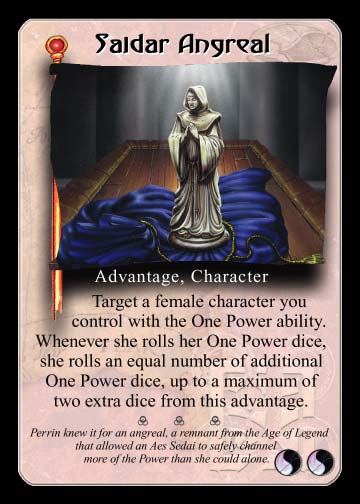 Saidar Angreal
Advantage, Character
Target a female character you
control with the One Power ability.
Whenever she rolls her One Power dice,
she rolls an equal number of additional
One Power dice, up to a maximum of
two extra dice from this advantage.
Perrin knew it for an angreal, a remnant from the Age of Legend
that allowed an Aes Sedai to safely channel
more of the Power than she could alone.